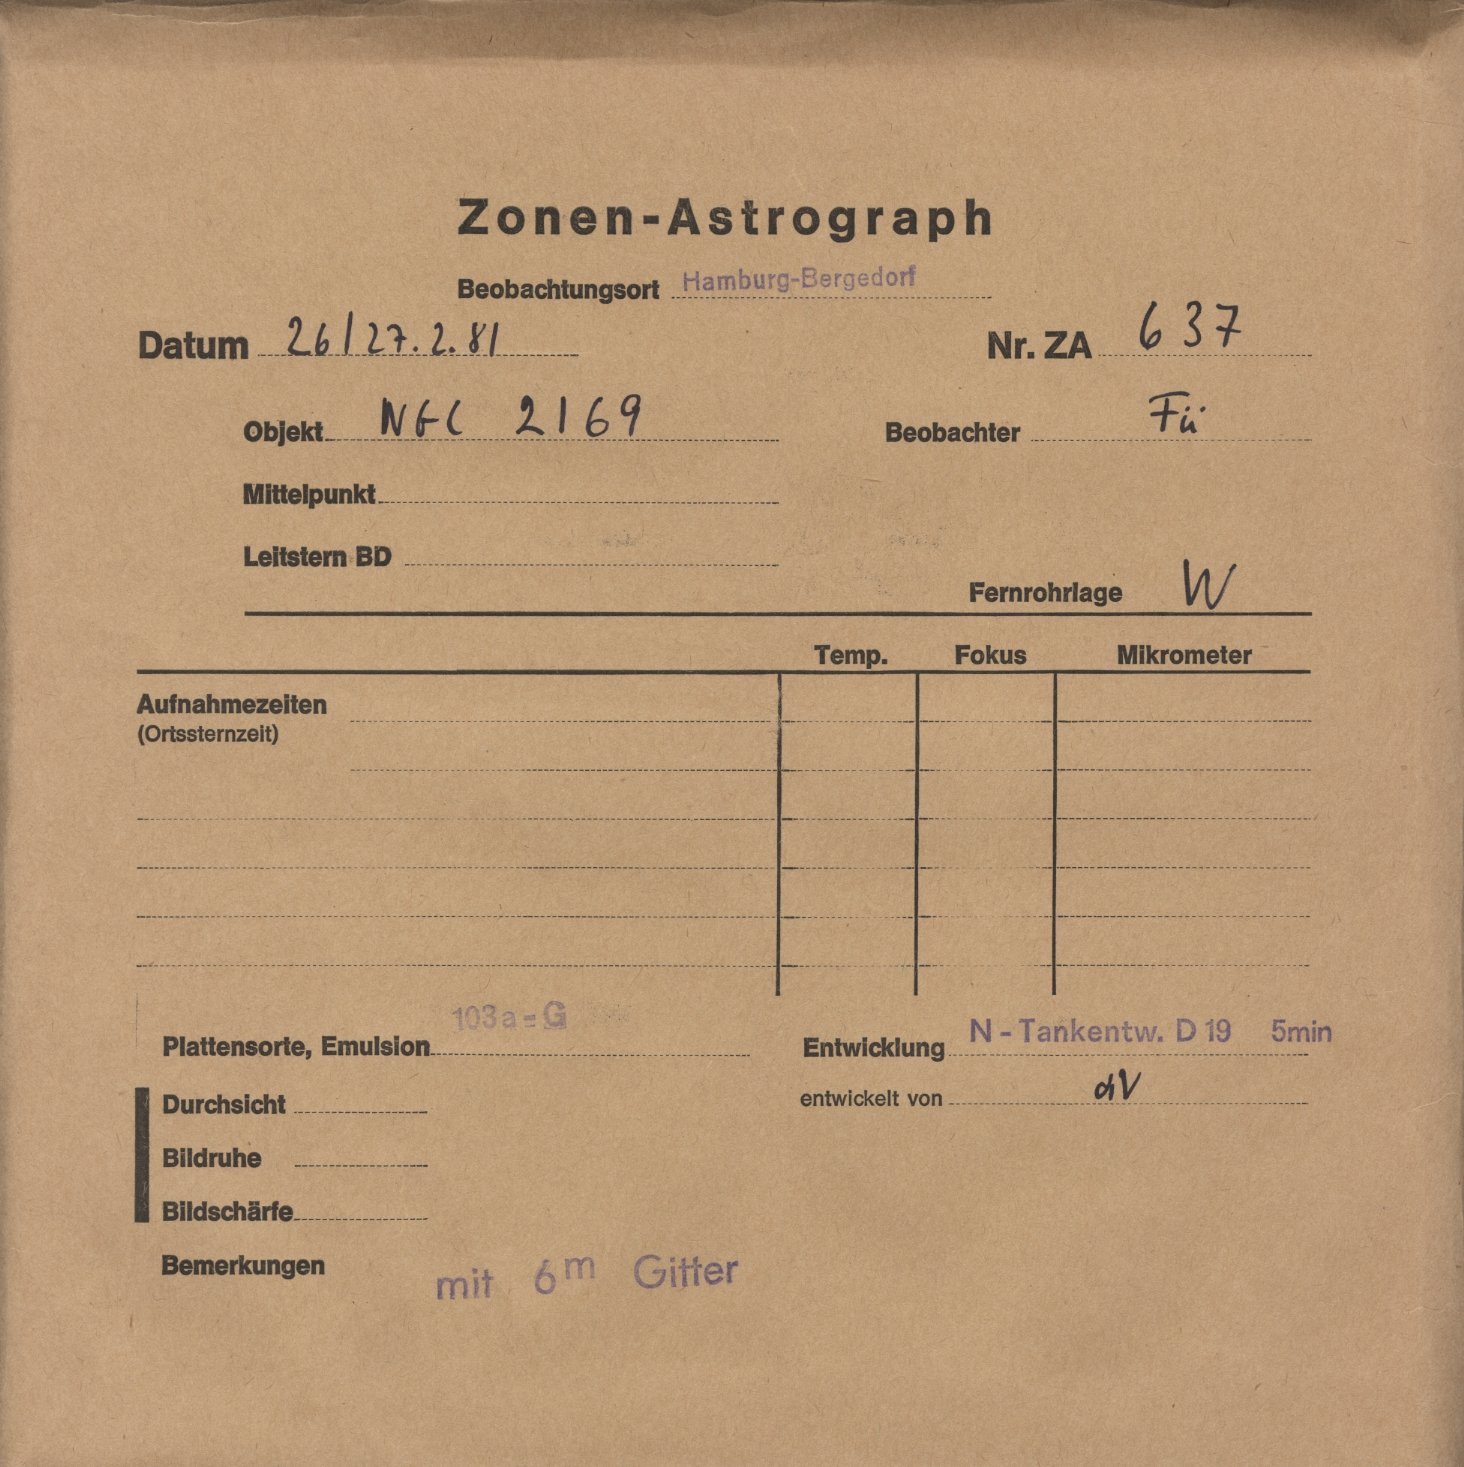 Zonen-Astrograph
Beobachtungsort Hamburg-Bergedorf
Datum 26/27.2.81 Nr. ZA 637
Objekt NGC 2169 Beobachter Fü
Mittelpunkt
Leitstern BD
Fernrohrlage W
Temp. Fokus Mikrometer
Aufnahmezeiten
(Ortssternzeit)
Plattensorte, Emulsion 103a-G Entwicklung N-Tankentw. D 19 5min
Durchsicht entwickelt von dV
Bildruhe
Bildschärfe
Bemerkungen mit 6m Gitter